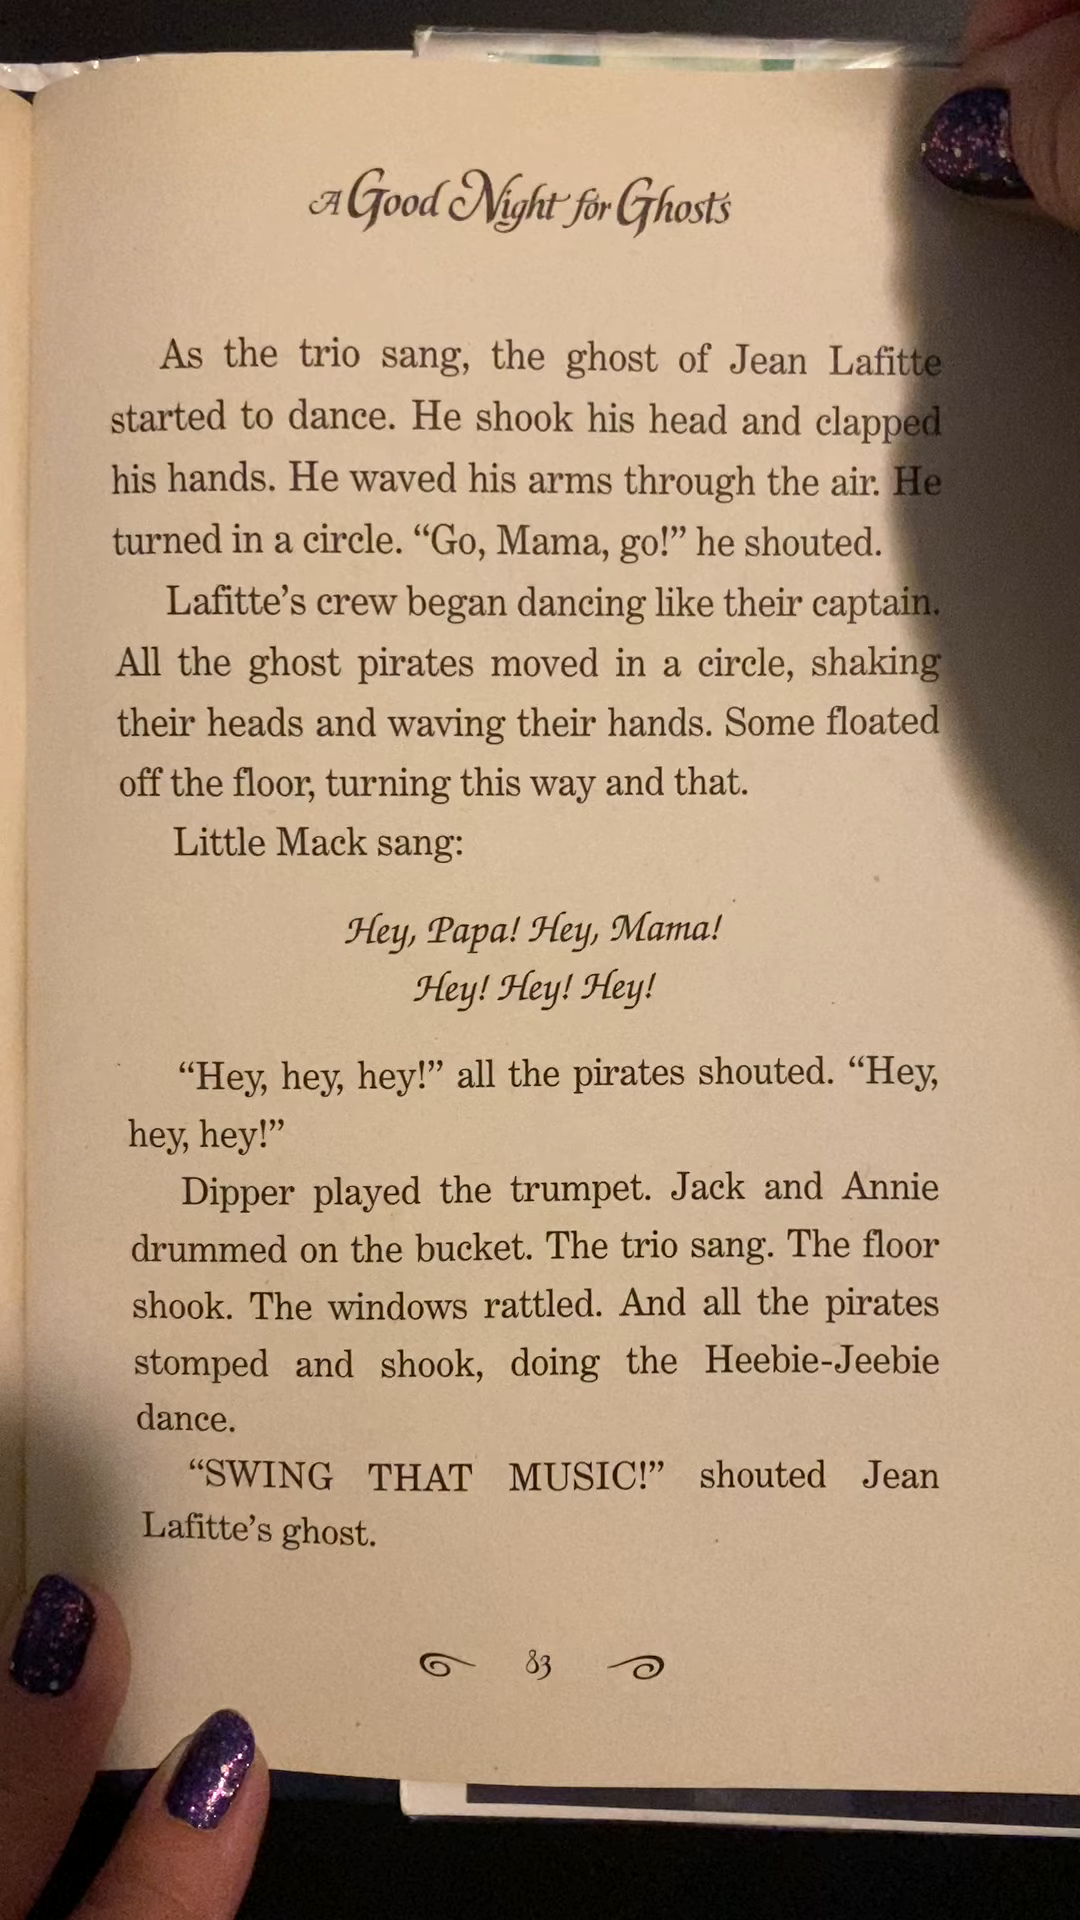 A Good Night for Ghosts
As the trio sang, the ghost of Jean Lafitte
started to dance. He shook his head and clapped
his hands. He waved his arms through the air. He
turned in a circle. “Go, Mama, go!” he shouted.
Lafitte’s crew began dancing like their captain.
All the ghost pirates moved in a circle, shaking
their heads and waving their hands. Some floated
off the floor, turning this way and that.
Little Mack sang:
Hey, Papa! Hey, Mama!
Hey! Hey! Hey!
“Hey, hey, hey!” all the pirates shouted. “Hey,
hey, hey!”
Dipper played the trumpet. Jack and Annie
drummed on the bucket. The trio sang. The floor
shook. The windows rattled. And all the pirates
stomped and shook, doing the Heebie-Jeebie
dance.
“SWING THAT MUSIC!” shouted Jean
Lafitte’s ghost.
83